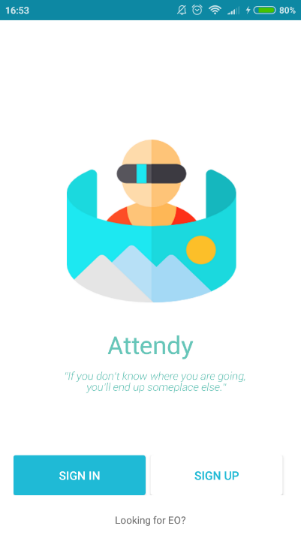 16:53
80%
Attendy
"If you don't know where you are going,
you'll end up someplace else."
SIGN IN
SIGN UP
Looking for EO?